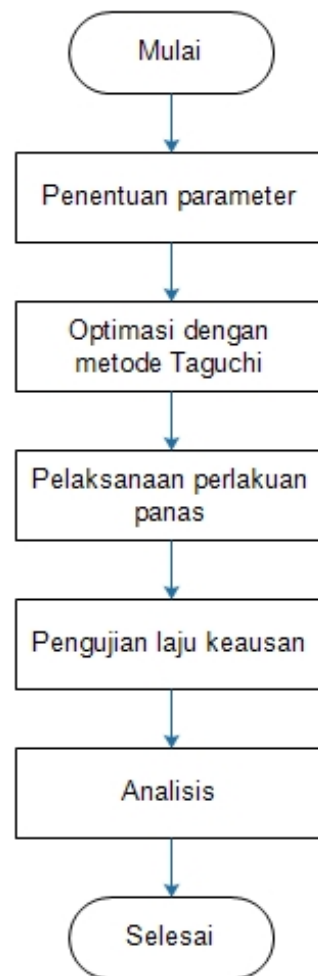 Mulai
Penentuan parameter
Optimasi dengan
metode Taguchi
Pelaksanaan perlakuan
panas
Pengujian laju keausan
Analisis
Selesai